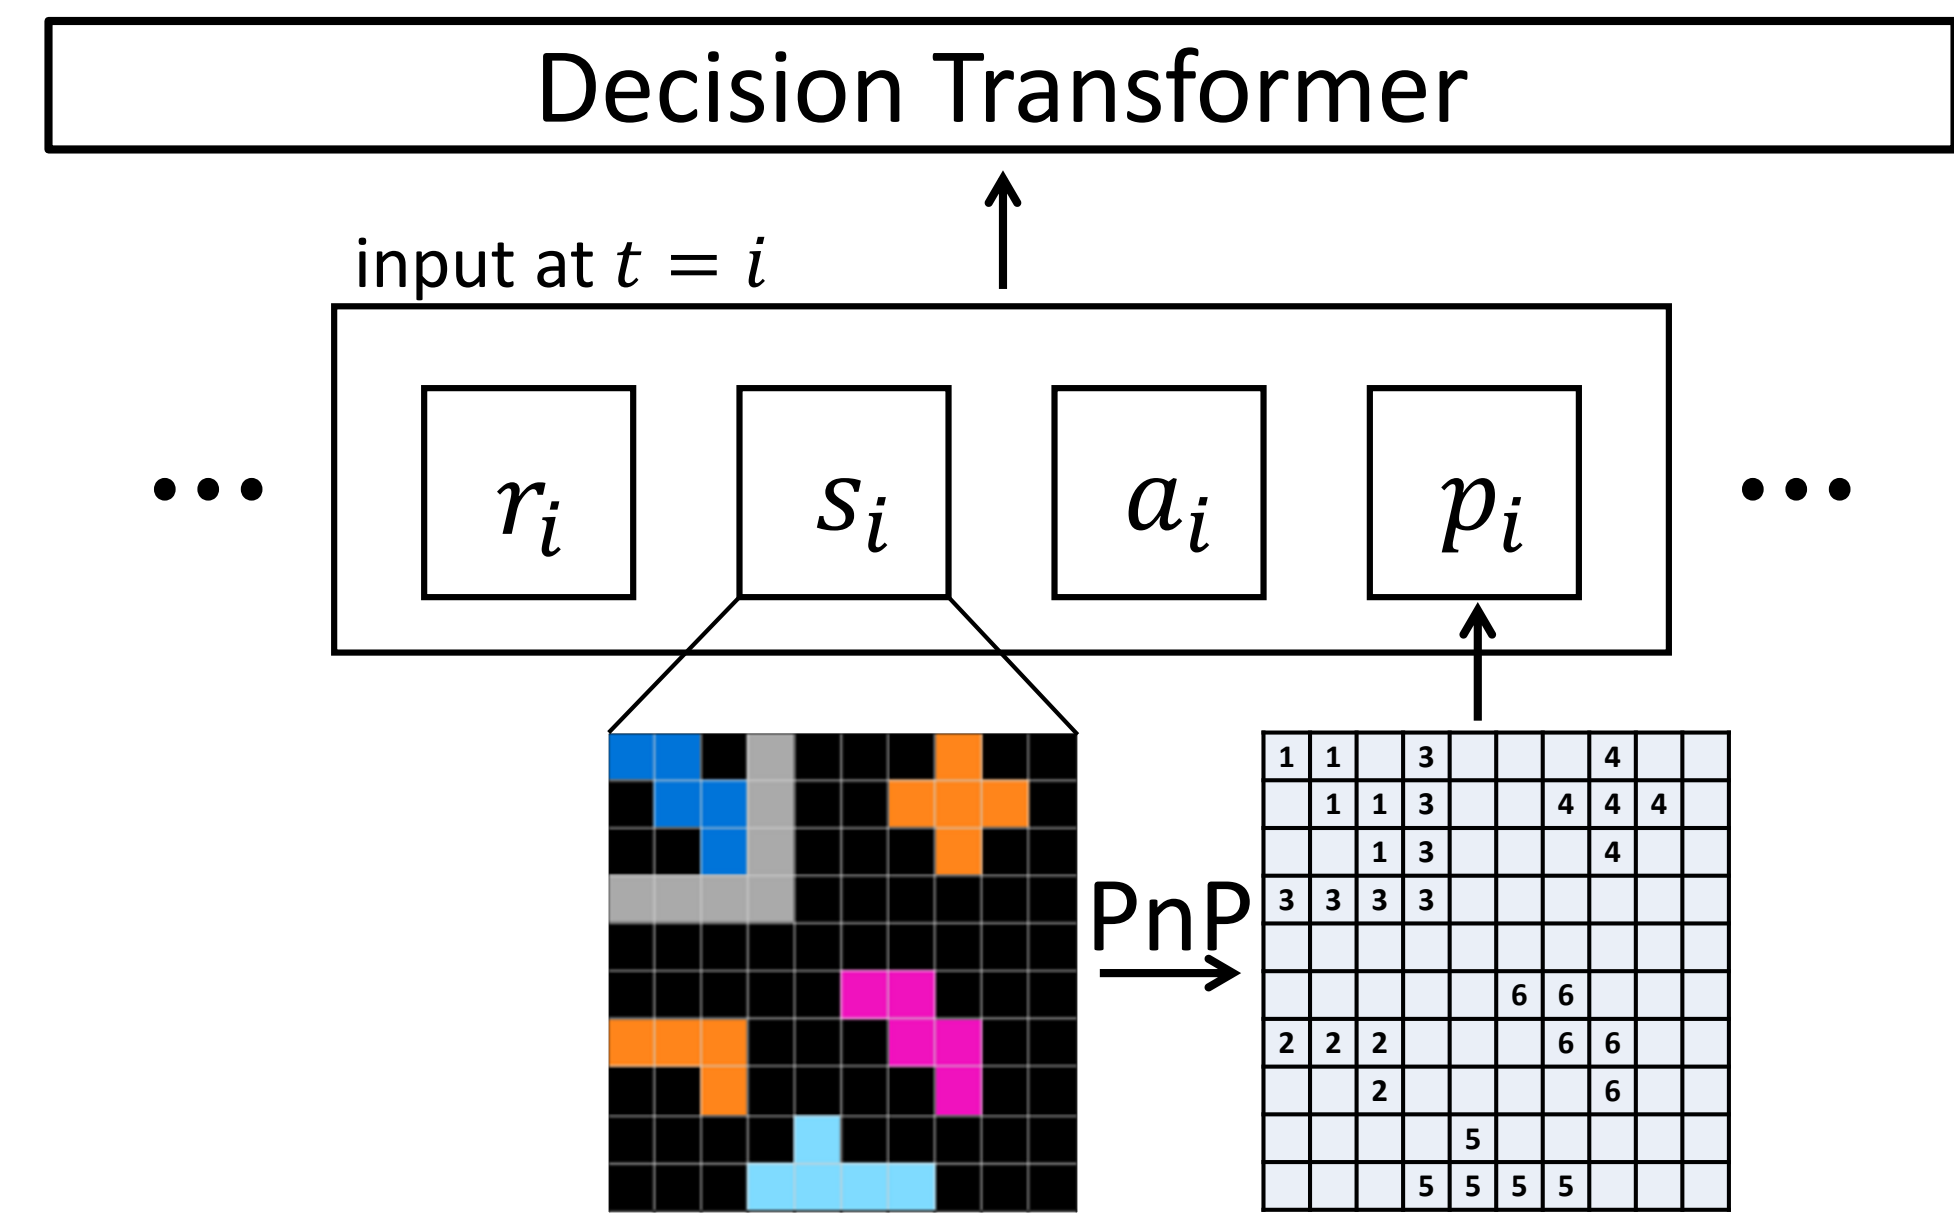 Decision Transformer
input at t = i
••• r_i s_i a_i p_i •••
PnP
1 1 3 4
1 1 3 4 4 4
1 3 4
3 3 3 3
6 6
2 2 2 6 6
2 6
5
5 5 5 5